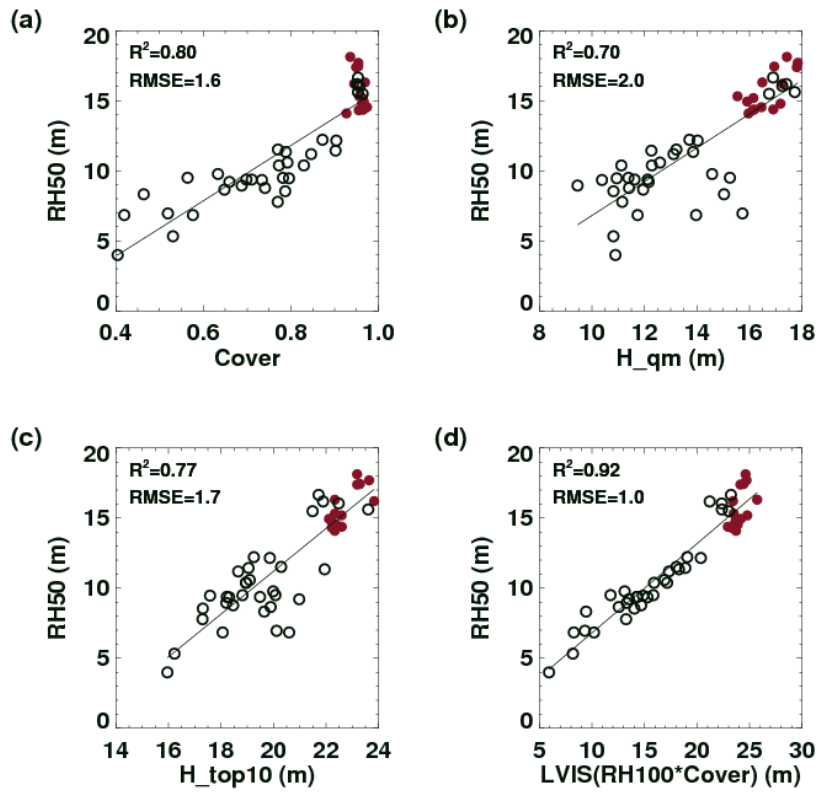 (a)
R²=0.80
RMSE=1.6
RH50 (m)
20
15
10
5
0
0.4 0.6 0.8 1.0
Cover
(b)
R²=0.70
RMSE=2.0
RH50 (m)
20
15
10
5
0
8 10 12 14 16 18
H_qm (m)
(c)
R²=0.77
RMSE=1.7
RH50 (m)
20
15
10
5
0
14 16 18 20 22 24
H_top10 (m)
(d)
R²=0.92
RMSE=1.0
RH50 (m)
20
15
10
5
0
5 10 15 20 25 30
LVIS(RH100*Cover) (m)